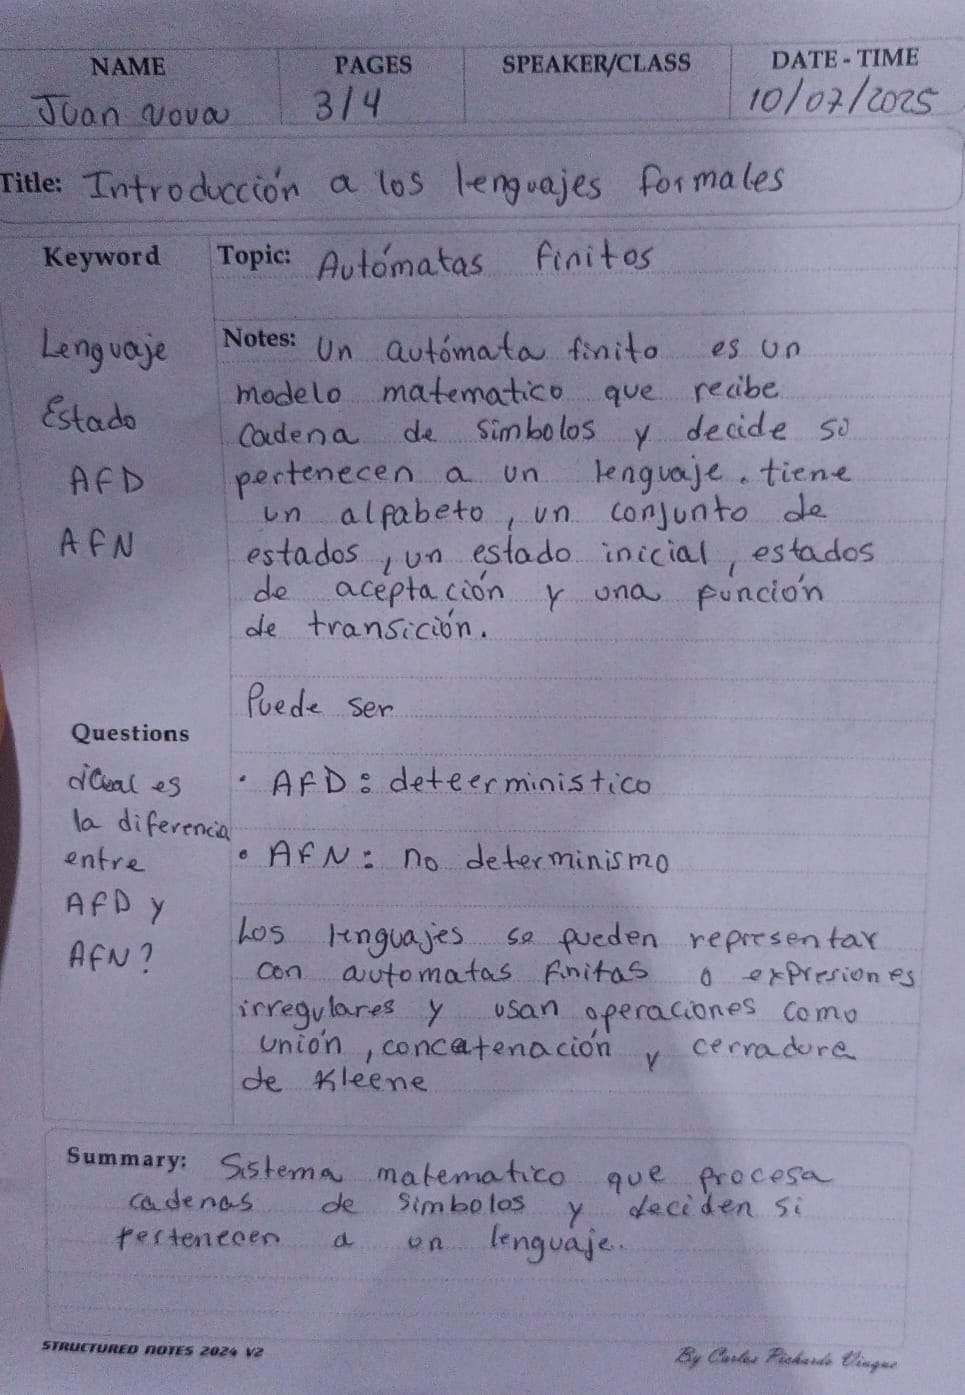 NAME PAGES SPEAKER/CLASS DATE - TIME
Juan nova 3/4 10/07/2025
Title: Introducción a los lenguajes formales
Keyword
Lenguaje
Estado
AFD
AFN
Topic: Autómatas finitos
Notes: Un autómata finito es un
modelo matematico que recibe
cadena de símbolos y decide si
pertenecen a un lenguaje. tiene
un alfabeto, un conjunto de
estados, un estado inicial, estados
de aceptación y una función
de transición.
Puede ser
• AFD: deteerministico
• AFN: no determinismo
Los lenguajes se pueden representar
con automatas finitas o expresiones
irregulares y usan operaciones como
unión, concatenación y cerradura
de Kleene
Questions
¿Cual es
la diferencia
entre
AFD y
AFN?
Summary: Sistema matematico que procesa
cadenas de simbolos y deciden si
pertenecen a un lenguaje.
STRUCTURED NOTES 2024 V2
By Carlos Pichardo Vinque